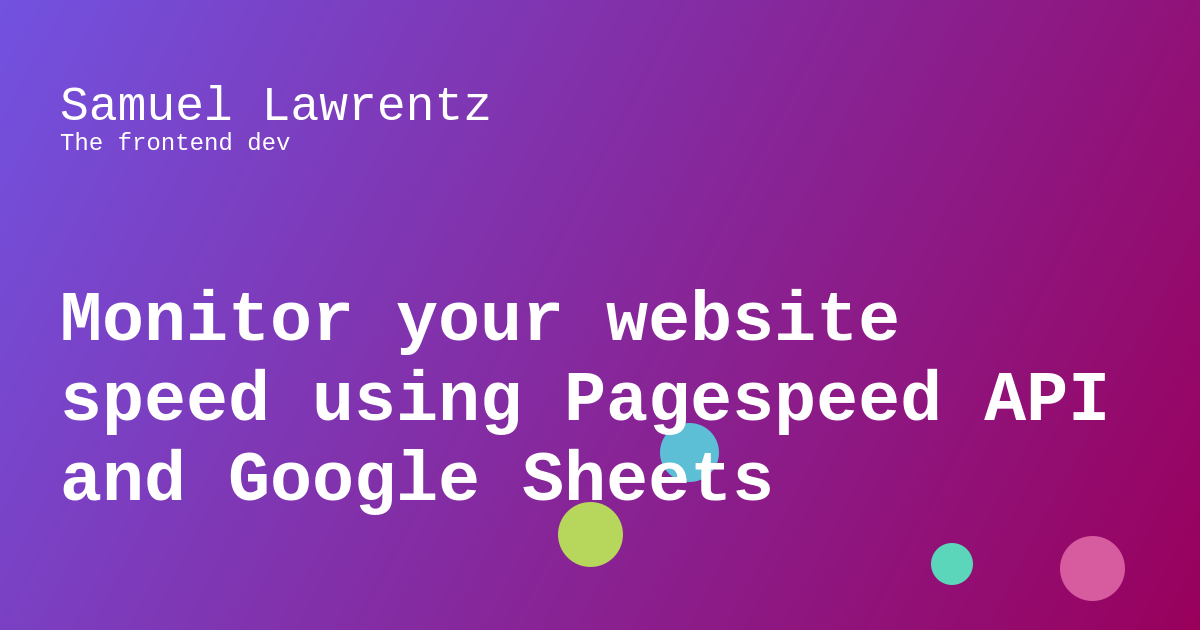 Samuel Lawrentz
The frontend dev
Monitor your website
speed using Pagespeed API
and Google Sheets